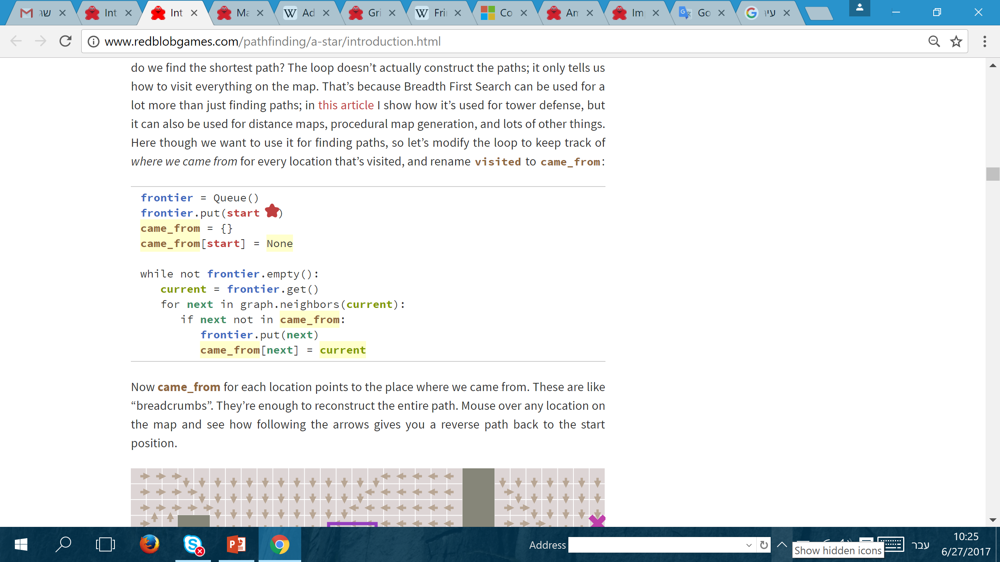 שג
Int
Int
Ma
Ad
Gri
Fri
Co
Am
Im
Go
עיו
www.redblobgames.com/pathfinding/a-star/introduction.html
do we find the shortest path? The loop doesn’t actually construct the paths; it only tells us
how to visit everything on the map. That’s because Breadth First Search can be used for a
lot more than just finding paths; in this article I show how it’s used for tower defense, but
it can also be used for distance maps, procedural map generation, and lots of other things.
Here though we want to use it for finding paths, so let’s modify the loop to keep track of
where we came from for every location that’s visited, and rename visited to came_from:
frontier = Queue()
frontier.put(start )
came_from = {}
came_from[start] = None
while not frontier.empty():
current = frontier.get()
for next in graph.neighbors(current):
if next not in came_from:
frontier.put(next)
came_from[next] = current
Now came_from for each location points to the place where we came from. These are like
“breadcrumbs”. They’re enough to reconstruct the entire path. Mouse over any location on
the map and see how following the arrows gives you a reverse path back to the start
position.
Address
Show hidden icons
עבר
10:25
6/27/2017